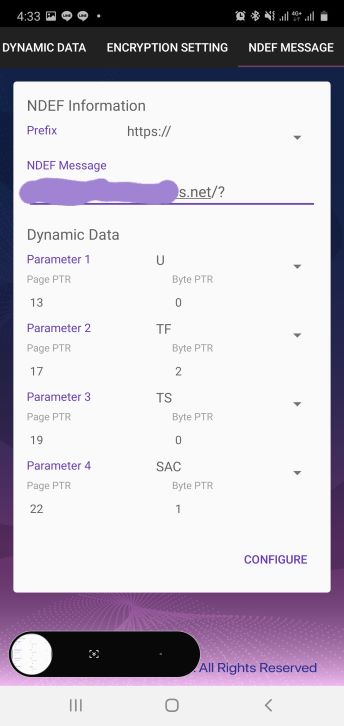 4:33
DYNAMIC DATA ENCRYPTION SETTING NDEF MESSAGE
NDEF Information
Prefix https://
NDEF Message
s.net/?
Dynamic Data
Parameter 1 U
Page PTR Byte PTR
13 0
Parameter 2 TF
Page PTR Byte PTR
17 2
Parameter 3 TS
Page PTR Byte PTR
19 0
Parameter 4 SAC
Page PTR Byte PTR
22 1
CONFIGURE
. All Rights Reserved